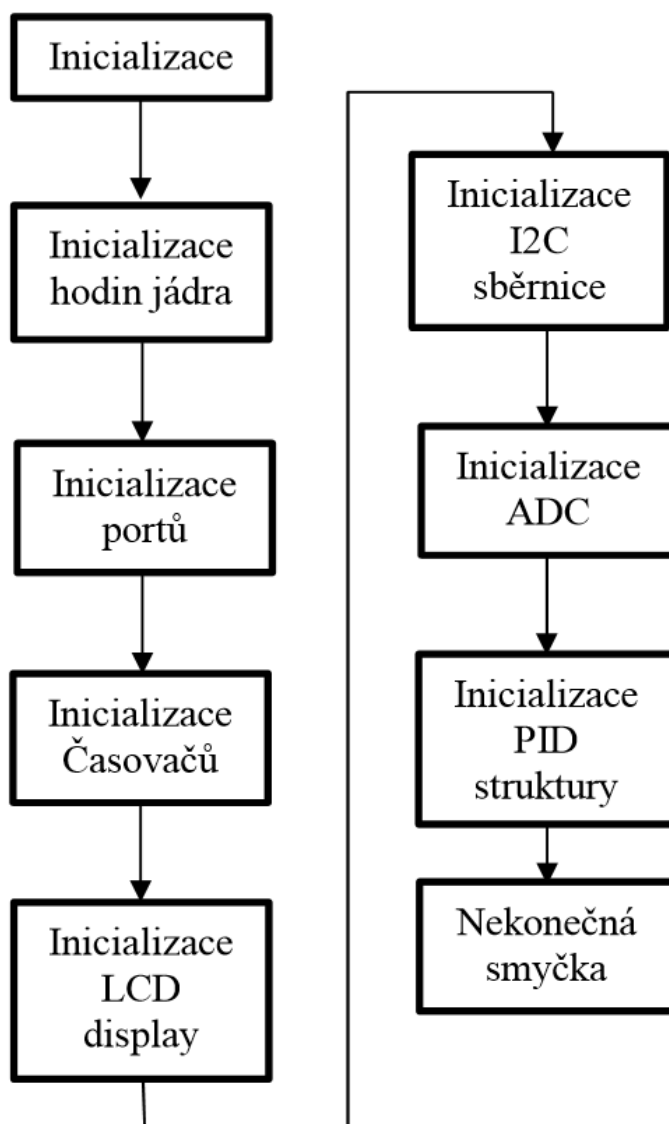 Inicializace
Inicializace
hodin jádra
Inicializace
portů
Inicializace
Časovačů
Inicializace
LCD
display
Inicializace
I2C
sběrnice
Inicializace
ADC
Inicializace
PID
struktury
Nekonečná
smyčka